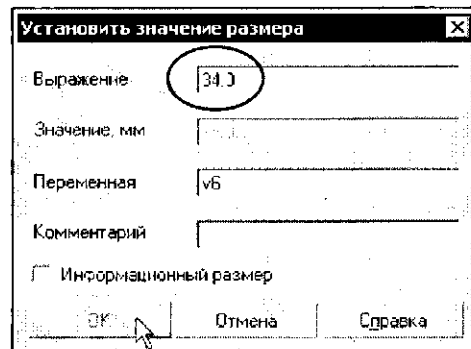 Установить значение размера
Выражение 34.0
Значение, мм
Переменная v6
Комментарий
Информационный размер
OK Отмена Справка